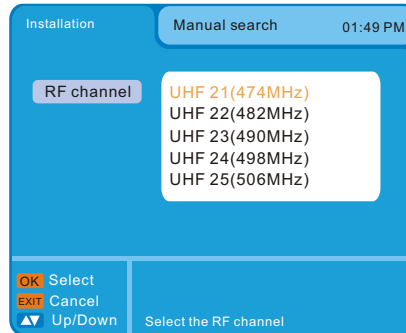 Installation
Manual search
01:49 PM
RF channel
UHF 21(474MHz)
UHF 22(482MHz)
UHF 23(490MHz)
UHF 24(498MHz)
UHF 25(506MHz)
OK Select
EXIT Cancel
▲▼ Up/Down
Select the RF channel